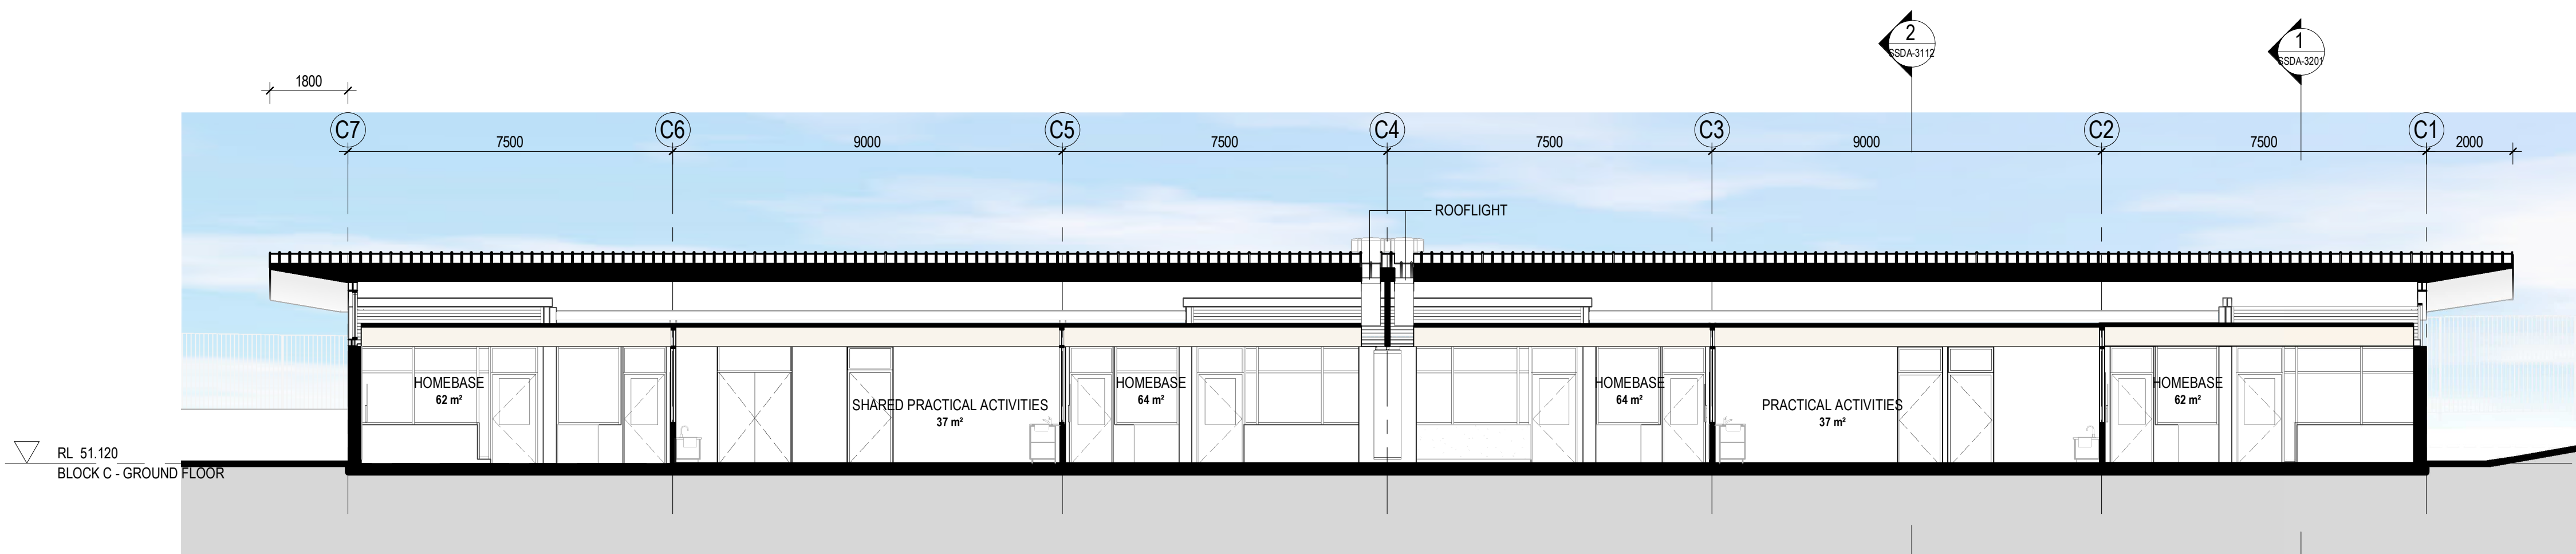 2
SSDA-3112
1
SSDA-3201
1800
C7
C6
C5
C4
C3
C2
C1
7500
9000
7500
7500
9000
7500
2000
ROOFLIGHT
HOMEBASE
62 m²
SHARED PRACTICAL ACTIVITIES
37 m²
HOMEBASE
64 m²
HOMEBASE
64 m²
PRACTICAL ACTIVITIES
37 m²
HOMEBASE
62 m²
RL 51.120
BLOCK C - GROUND FLOOR